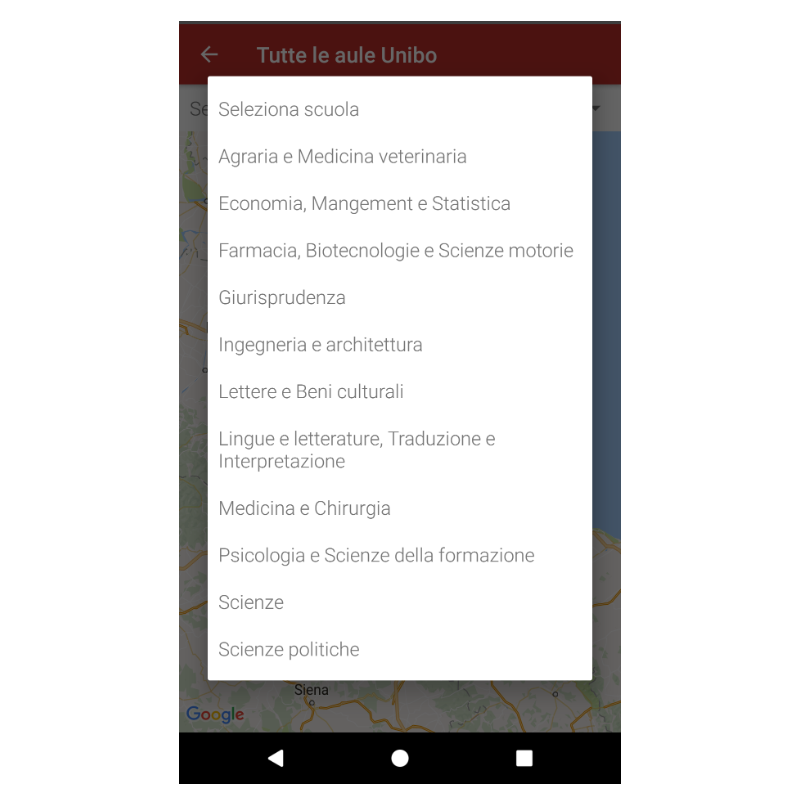 Tutte le aule Unibo
Se
Seleziona scuola
Agraria e Medicina veterinaria
Economia, Mangement e Statistica
Farmacia, Biotecnologie e Scienze motorie
Giurisprudenza
Ingegneria e architettura
Lettere e Beni culturali
Lingue e letterature, Traduzione e
Interpretazione
Medicina e Chirurgia
Psicologia e Scienze della formazione
Scienze
Scienze politiche
Siena
Google